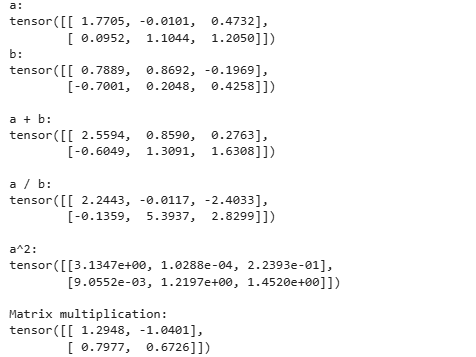 a:
tensor([[ 1.7705, -0.0101,  0.4732],
        [ 0.0952,  1.1044,  1.2050]])
b:
tensor([[ 0.7889,  0.8692, -0.1969],
        [-0.7001,  0.2048,  0.4258]])

a + b:
tensor([[ 2.5594,  0.8590,  0.2763],
        [-0.6049,  1.3091,  1.6308]])

a / b:
tensor([[ 2.2443, -0.0117, -2.4033],
        [-0.1359,  5.3937,  2.8299]])

a^2:
tensor([[3.1347e+00, 1.0288e-04, 2.2393e-01],
        [9.0552e-03, 1.2197e+00, 1.4520e+00]])

Matrix multiplication:
tensor([[ 1.2948, -1.0401],
        [ 0.7977,  0.6726]])